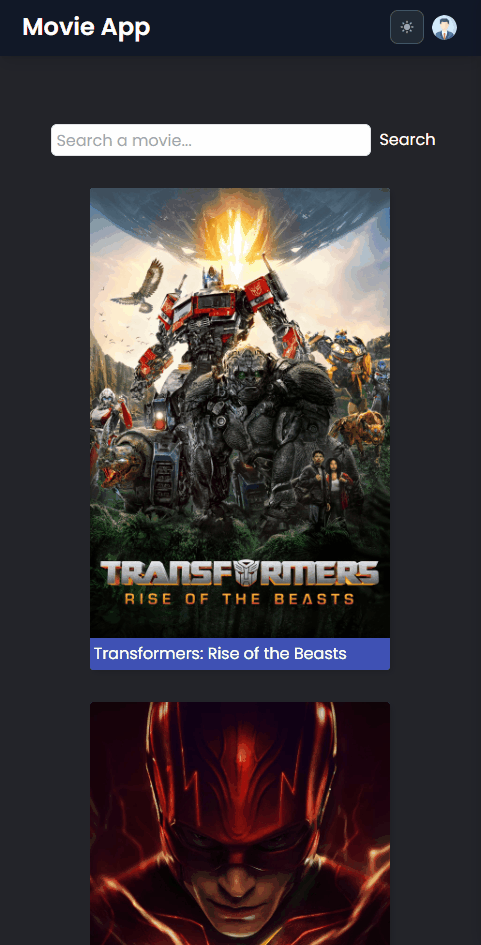 Movie App
Search a movie...
Search
TRANSFORMERS
RISE OF THE BEASTS
Transformers: Rise of the Beasts